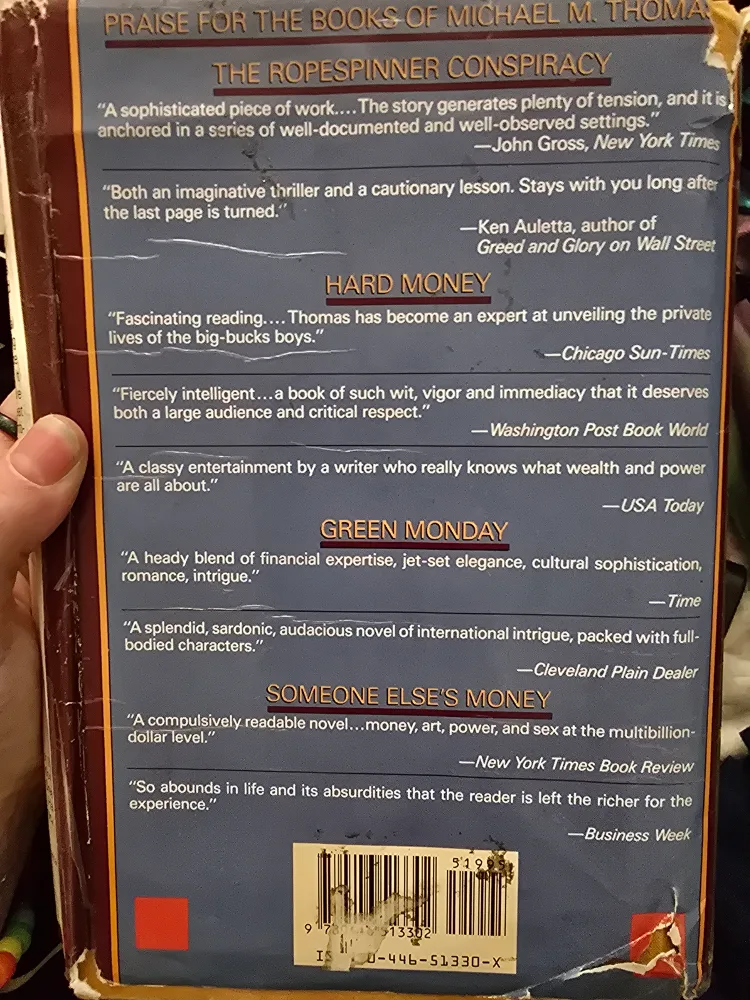 PRAISE FOR THE BOOKS OF MICHAEL M. THOMAS
THE ROPESPINNER CONSPIRACY
“A sophisticated piece of work....The story generates plenty of tension, and it is
anchored in a series of well-documented and well-observed settings.”
—John Gross, New York Times
“Both an imaginative thriller and a cautionary lesson. Stays with you long after
the last page is turned.”
—Ken Auletta, author of
Greed and Glory on Wall Street
HARD MONEY
“Fascinating reading....Thomas has become an expert at unveiling the private
lives of the big-bucks boys.”
—Chicago Sun-Times
“Fiercely intelligent...a book of such wit, vigor and immediacy that it deserves
both a large audience and critical respect.”
—Washington Post Book World
“A classy entertainment by a writer who really knows what wealth and power
are all about.”
—USA Today
GREEN MONDAY
“A heady blend of financial expertise, jet-set elegance, cultural sophistication,
romance, intrigue.”
—Time
“A splendid, sardonic, audacious novel of international intrigue, packed with full-
bodied characters.”
—Cleveland Plain Dealer
SOMEONE ELSE'S MONEY
“A compulsively readable novel...money, art, power, and sex at the multibillion-
dollar level.”
—New York Times Book Review
“So abounds in life and its absurdities that the reader is left the richer for the
experience.”
—Business Week
0-446-51330-X